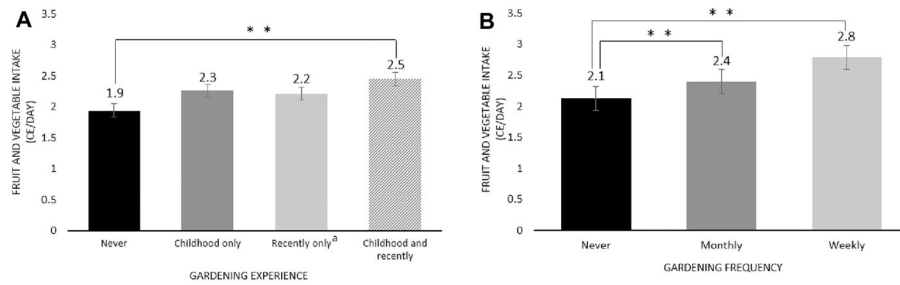 A
FRUIT AND VEGETABLE INTAKE
(CE/DAY)
3.5
3
2.5
2
1.5
1
0.5
0
* *
1.9
2.3
2.2
2.5
Never
Childhood only
Recently only a
Childhood and
recently
GARDENING EXPERIENCE
B
FRUIT AND VEGETABLE INTAKE
(CE/DAY)
3.5
3
2.5
2
1.5
1
0.5
0
* *
* *
2.1
2.4
2.8
Never
Monthly
Weekly
GARDENING FREQUENCY